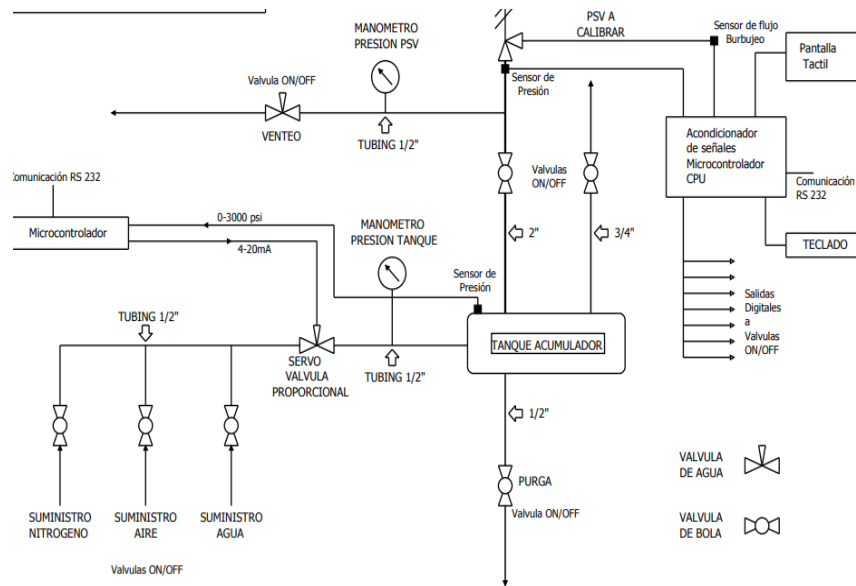 PSV A
CALIBRAR
Sensor de flujo
Burbujeo
MANOMETRO
PRESION PSV
Pantalla
Tactil
Valvula ON/OFF
Sensor de
Presión
VENTEO
TUBING 1/2"
Valvulas
ON/OFF
Acondicionador
de señales
Microcontrolador
CPU
Comunicación
RS 232
Comunicación RS 232
Microcontrolador
0-3000 psi
4-20mA
MANOMETRO
PRESION TANQUE
2"
3/4"
TECLADO
Sensor de
Presión
Salidas
Digitales
a
Valvulas
ON/OFF
TUBING 1/2"
TANQUE ACUMULADOR
SERVO
VALVULA
PROPORCIONAL
TUBING 1/2"
1/2"
VALVULA
DE AGUA
PURGA
Valvula ON/OFF
SUMINISTRO
NITROGENO
SUMINISTRO
AIRE
SUMINISTRO
AGUA
VALVULA
DE BOLA
Valvulas ON/OFF